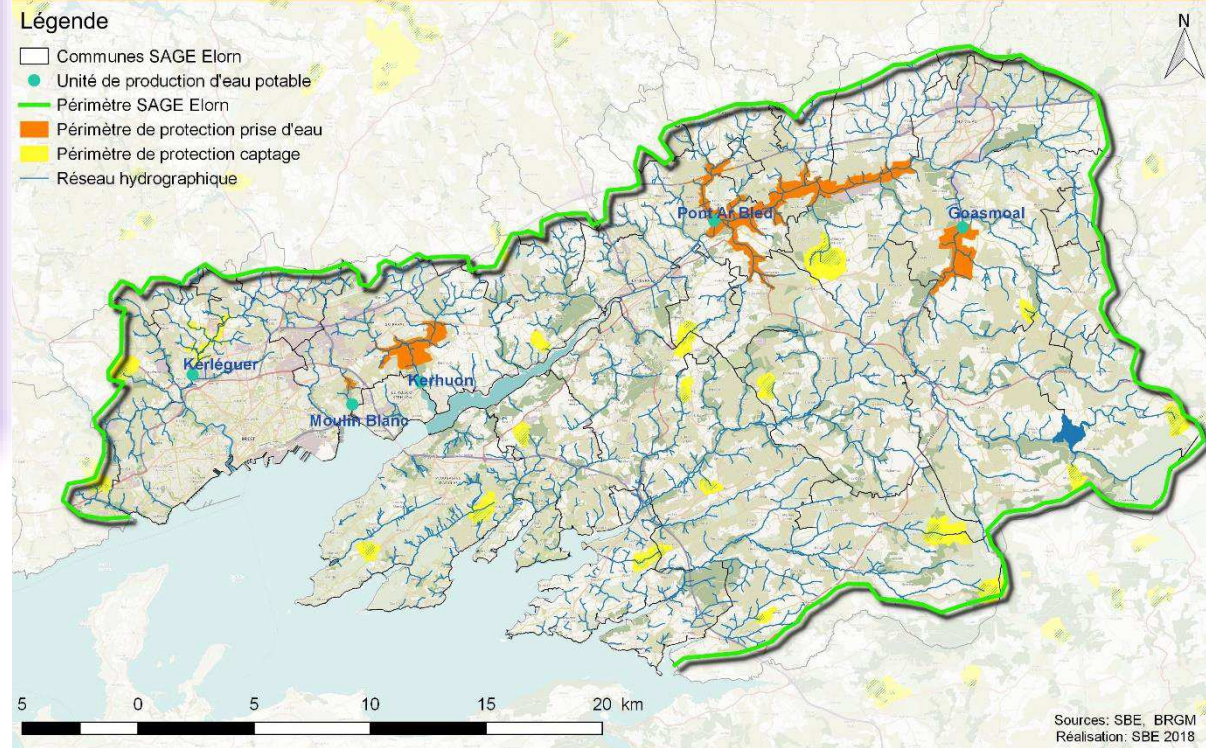 Légende
Communes SAGE Elorn
Unité de production d'eau potable
Périmètre SAGE Elorn
Périmètre de protection prise d'eau
Périmètre de protection captage
Réseau hydrographique
N
Pont Ar Bled
Goasmoal
Kerléguer
Kerhuon
Moulin Blanc
BREST
5 0 5 10 15 20 km
Sources: SBE, BRGM
Réalisation: SBE 2018